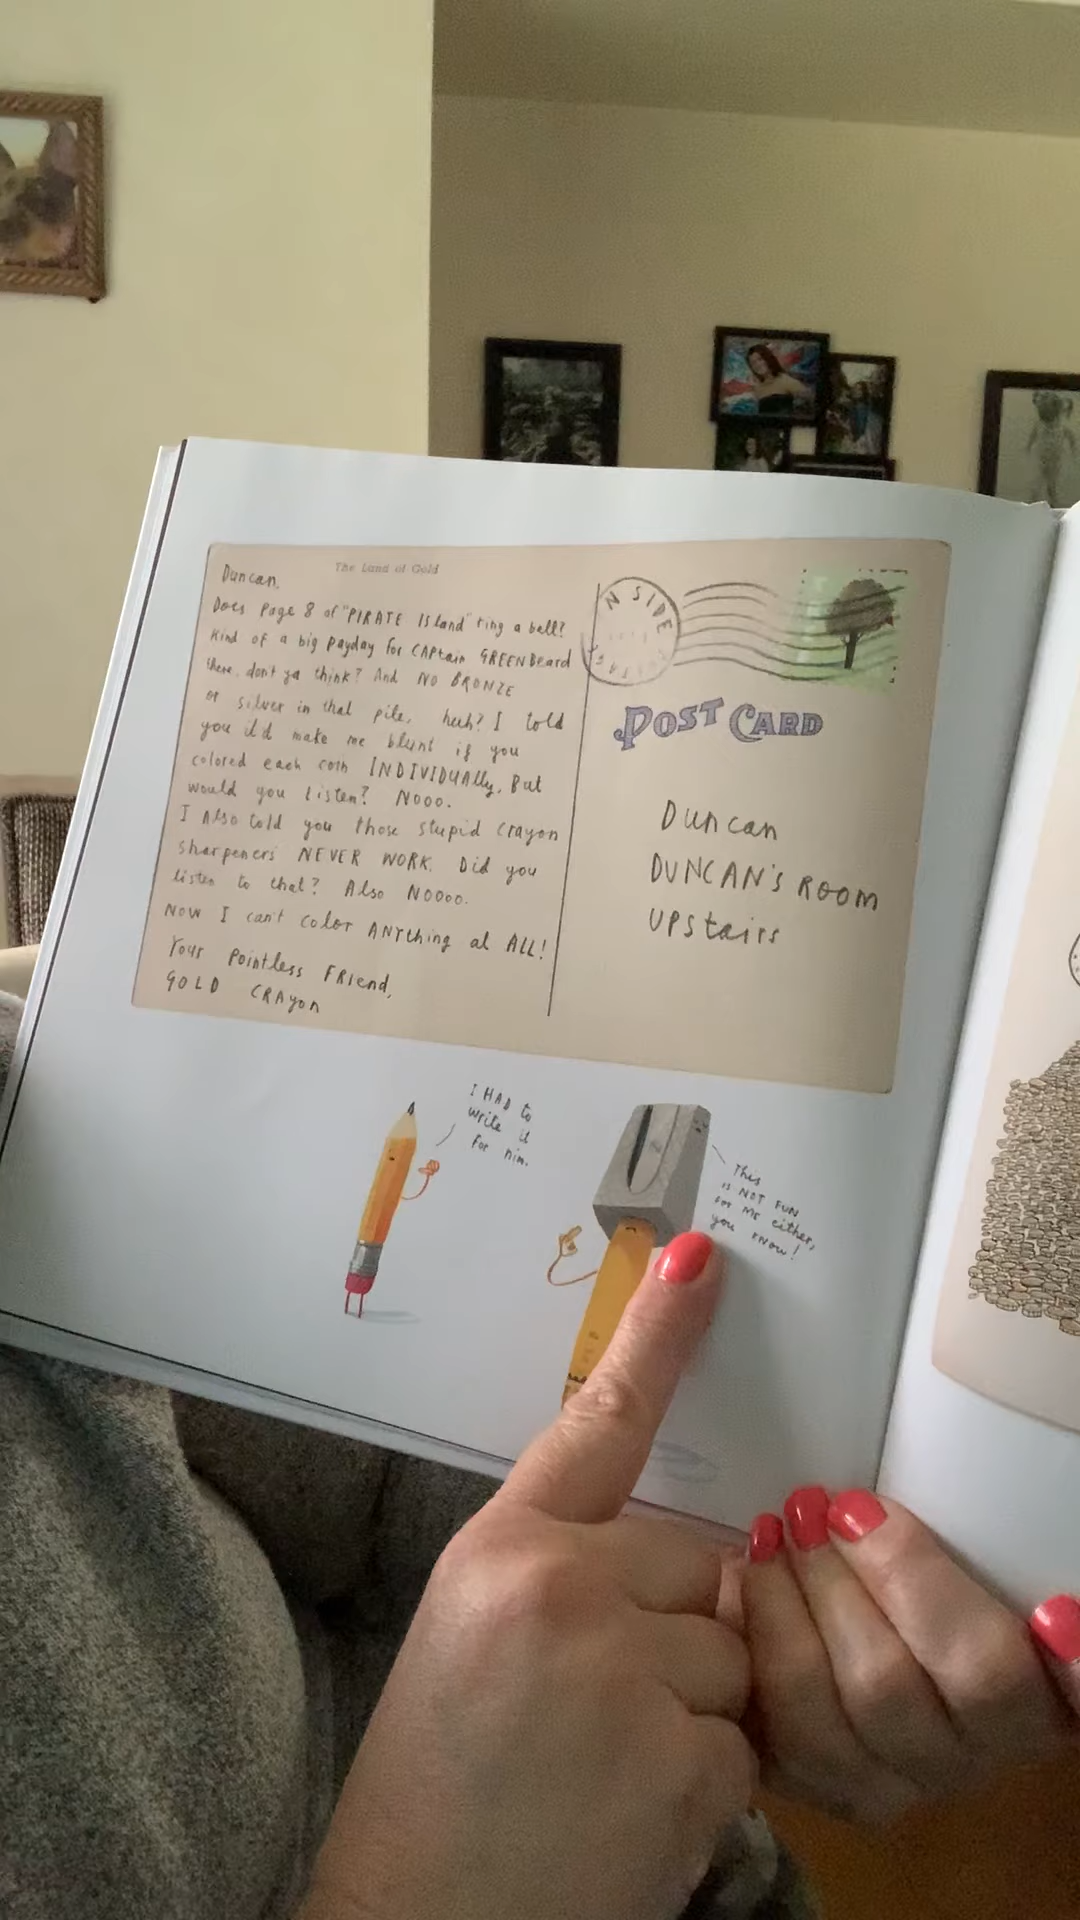 The Land of Gold
Duncan,
Does page 8 of "PIRATE ISland" ring a bell?
Kind of a big payday for CAPtain GREENBeard
there, don't ya think? And NO BRONZE
or silver in that pile, huh? I told
you it'd make me blunt if you
colored each coin INDIVIDUAlly, But
would you listen? NOOO.
I Also told you those stupid crayon
sharpeners NEVER WORK. Did you
listen to that? Also NOOOO.
NOW I can't color ANYthing at ALL!
Your Pointless FRIend,
GOLD CRAYon
N SIDE
POST CARD
Duncan
DUNCAN'S ROOM
UPstairs
I HAD to
write it
for him.
This
is NOT FUN
for ME either,
you know!